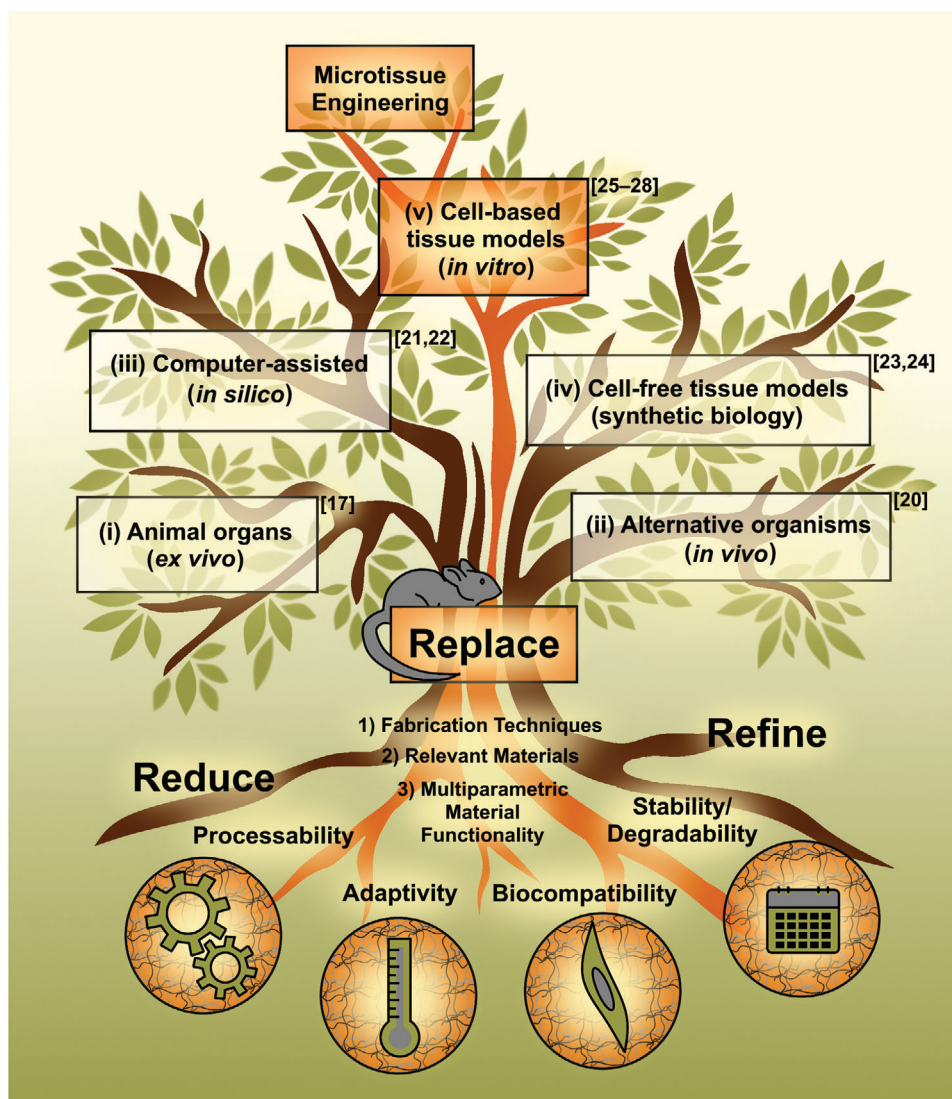 Microtissue
Engineering
[25–28]
(v) Cell-based
tissue models
(in vitro)
[21,22]
(iii) Computer-assisted
(in silico)
[23,24]
(iv) Cell-free tissue models
(synthetic biology)
[17]
(i) Animal organs
(ex vivo)
[20]
(ii) Alternative organisms
(in vivo)
Replace
1) Fabrication Techniques
2) Relevant Materials
3) Multiparametric
Material
Functionality
Reduce
Refine
Processability
Stability/
Degradability
Adaptivity
Biocompatibility